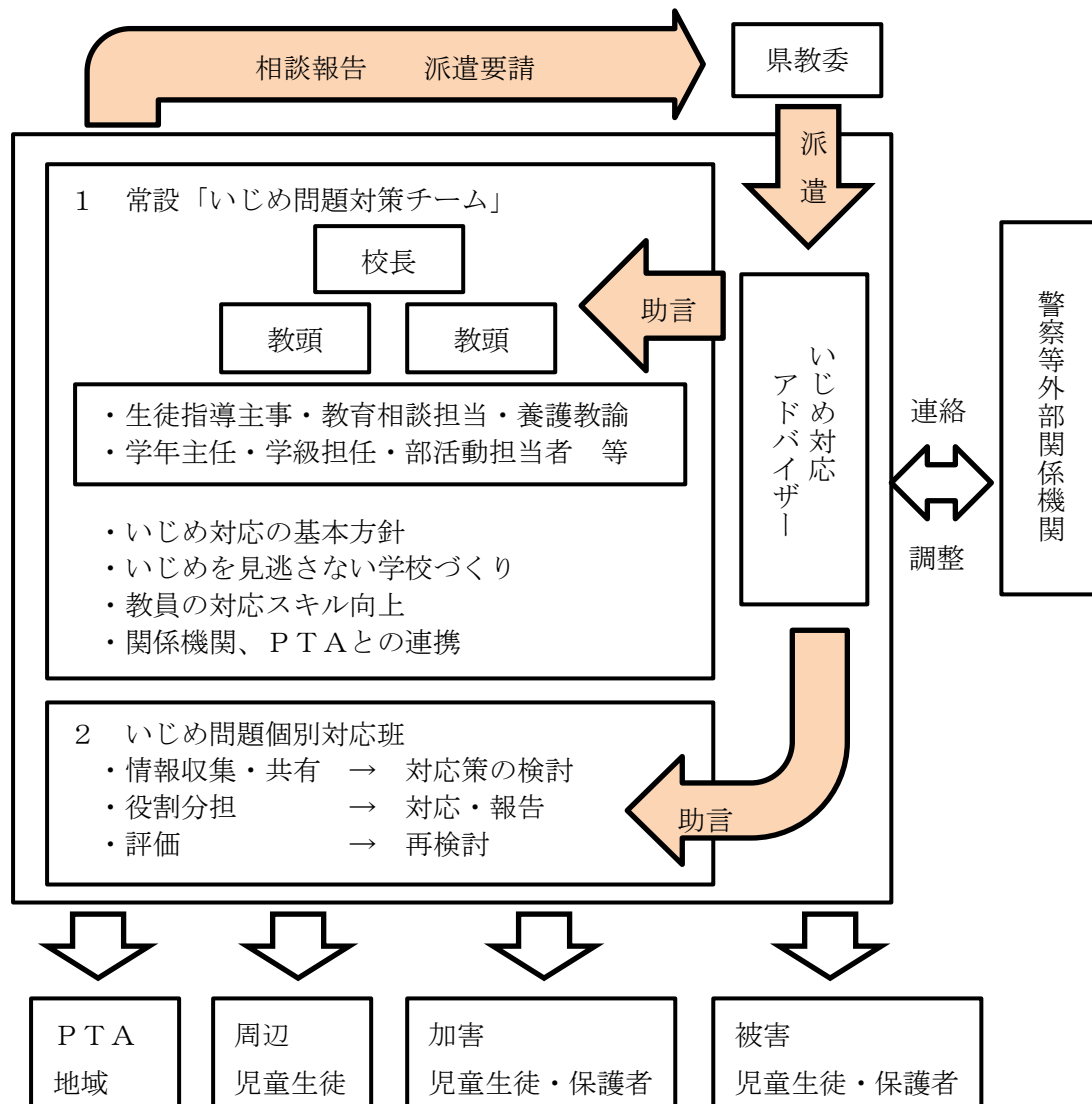 相談報告　　派遣要請
県教委
派遣
１　常設「いじめ問題対策チーム」
校長
教頭
教頭
・生徒指導主事・教育相談担当・養護教諭
・学年主任・学級担任・部活動担当者　等
・いじめ対応の基本方針
・いじめを見逃さない学校づくり
・教員の対応スキル向上
・関係機関、ＰＴＡとの連携
助言
いじめ対応
アドバイザー
連絡
調整
警察等外部関係機関
２　いじめ問題個別対応班
・情報収集・共有　→　対応策の検討
・役割分担　→　対応・報告
・評価　→　再検討
助言
ＰＴＡ
地域
周辺
児童生徒
加害
児童生徒・保護者
被害
児童生徒・保護者